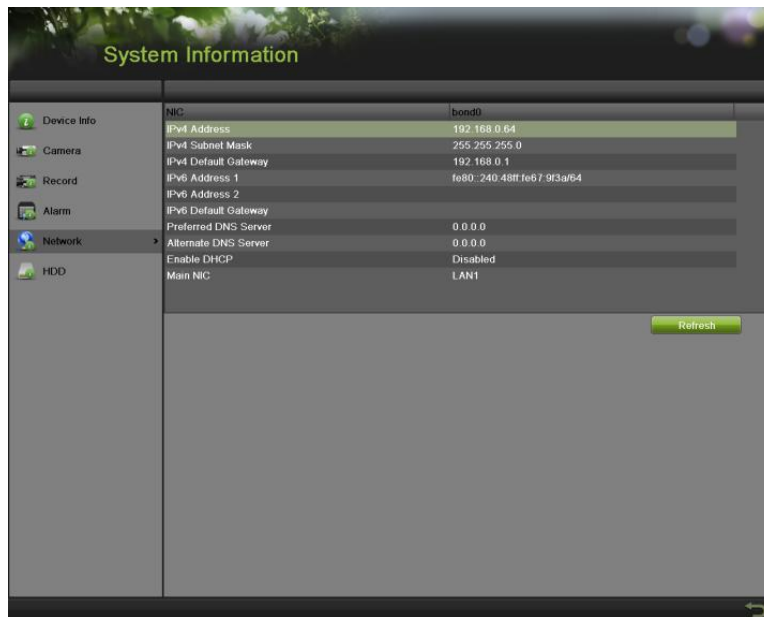 System Information
Device Info
Camera
Record
Alarm
Network
HDD
NIC bond0
IPv4 Address 192.168.0.64
IPv4 Subnet Mask 255.255.255.0
IPv4 Default Gateway 192.168.0.1
IPv6 Address 1 fe80::240:48ff:fe67:9f3a/64
IPv6 Address 2
IPv6 Default Gateway
Preferred DNS Server 0.0.0.0
Alternate DNS Server 0.0.0.0
Enable DHCP Disabled
Main NIC LAN1
Refresh